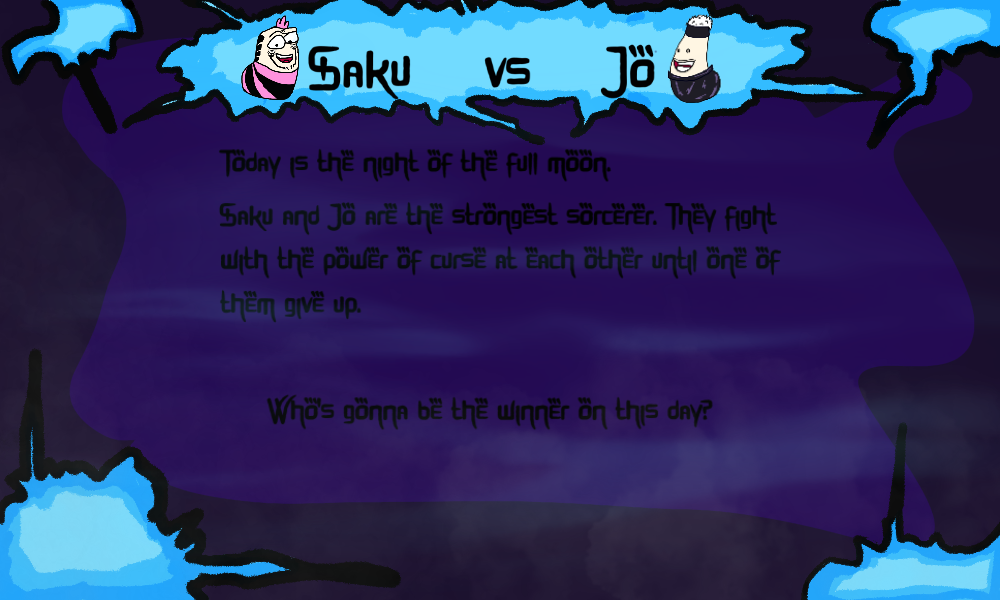 Saku vs Jo
Today is the night of the full moon.
Saku and Jo are the strongest sorcerer. They fight
with the power of curse at each other until one of
them give up.
Who's gonna be the winner on this day?